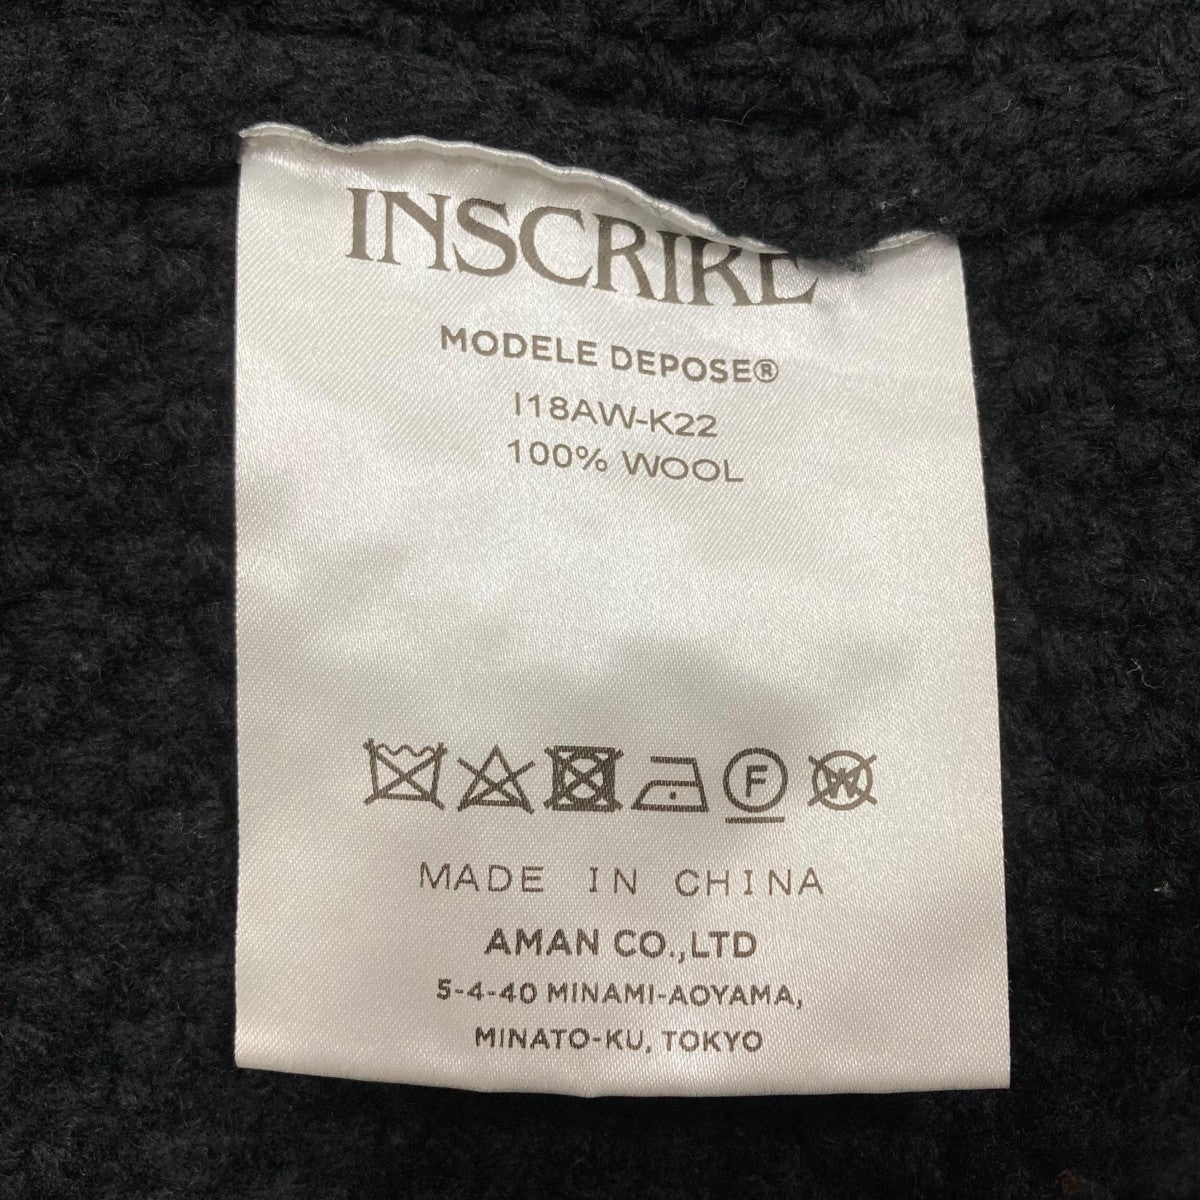 INSCRIRE
MODELE DEPOSE®
I18AW-K22
100% WOOL
F W
MADE IN CHINA
AMAN CO.,LTD
5-4-40 MINAMI-AOYAMA,
MINATO-KU, TOKYO